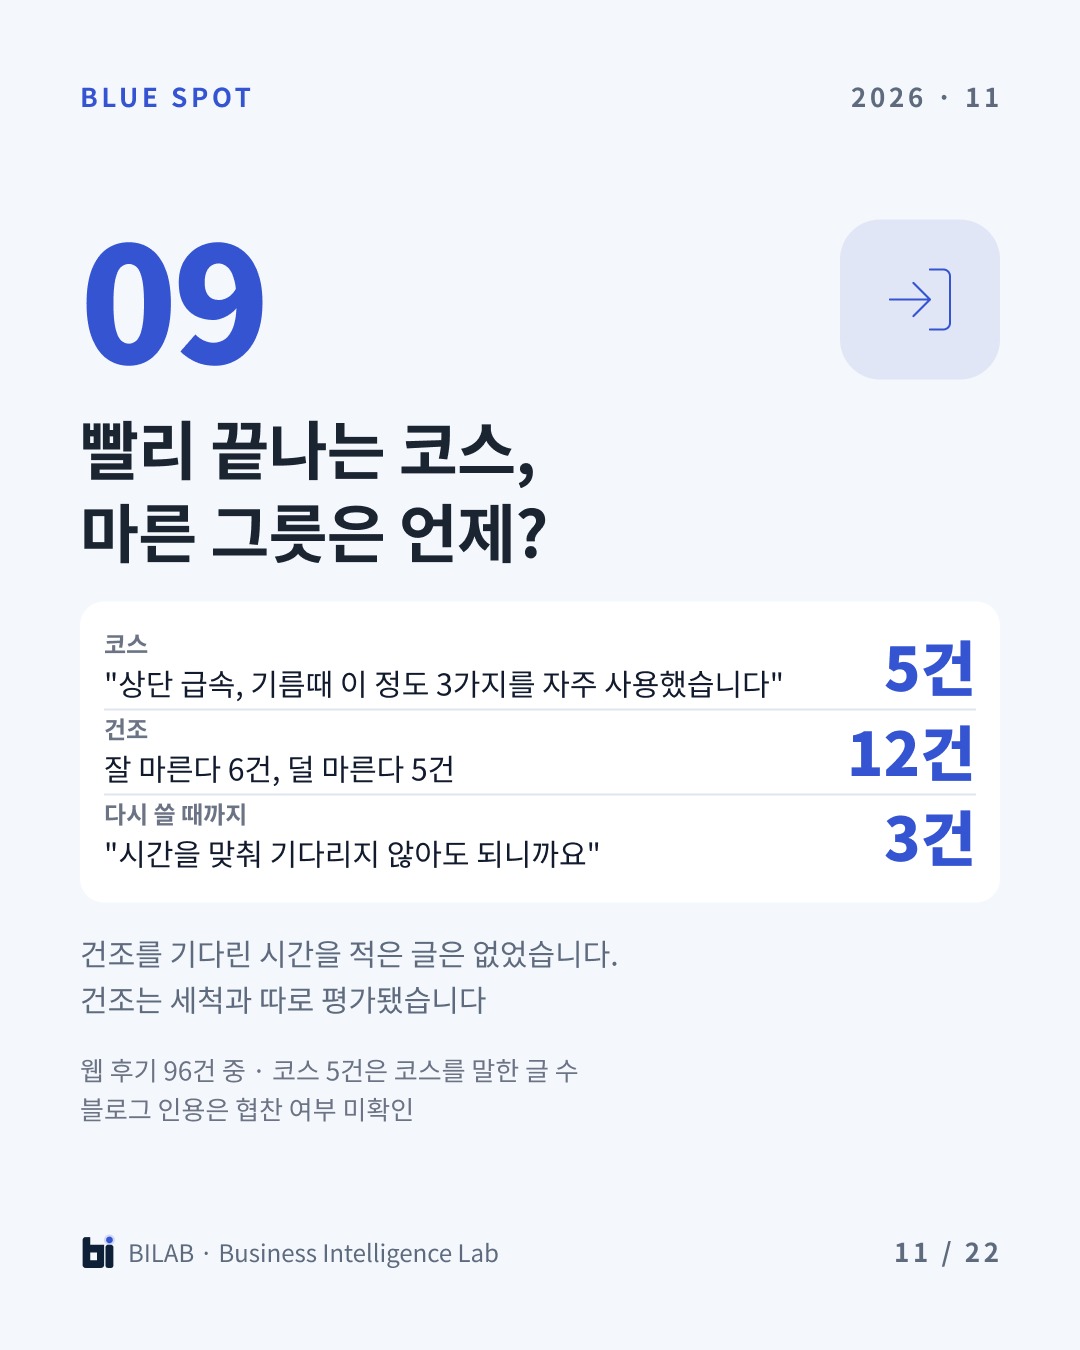 BLUE SPOT
2026 · 11
09
빨리 끝나는 코스,
마른 그릇은 언제?
코스
"상단 급속, 기름때 이 정도 3가지를 자주 사용했습니다"
5건
건조
잘 마른다 6건, 덜 마른다 5건
12건
다시 쓸 때까지
"시간을 맞춰 기다리지 않아도 되니까요"
3건
건조를 기다린 시간을 적은 글은 없었습니다.
건조는 세척과 따로 평가됐습니다
웹 후기 96건 중 · 코스 5건은 코스를 말한 글 수
블로그 인용은 협찬 여부 미확인
bi BILAB · Business Intelligence Lab
11 / 22